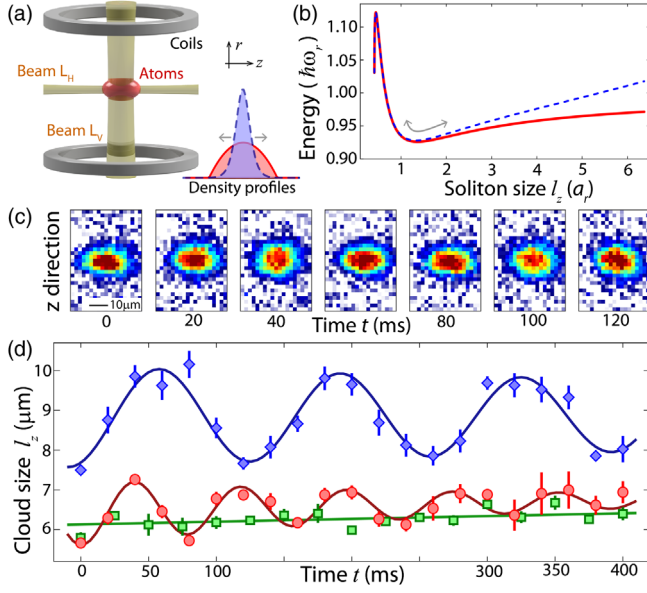 (a)
Coils
Beam L_H
Atoms
Beam L_V
r
z
Density profiles
(b)
Energy (ħω_r)
1.10
1.05
1.00
0.95
0.90
1 2 3 4 5 6
Soliton size l_z (a_r)
(c)
z direction
10μm
0 20 40 60 80 100 120
Time t (ms)
(d)
Cloud size l_z (μm)
10
9
8
7
6
0 50 100 300 350 400
Time t (ms)